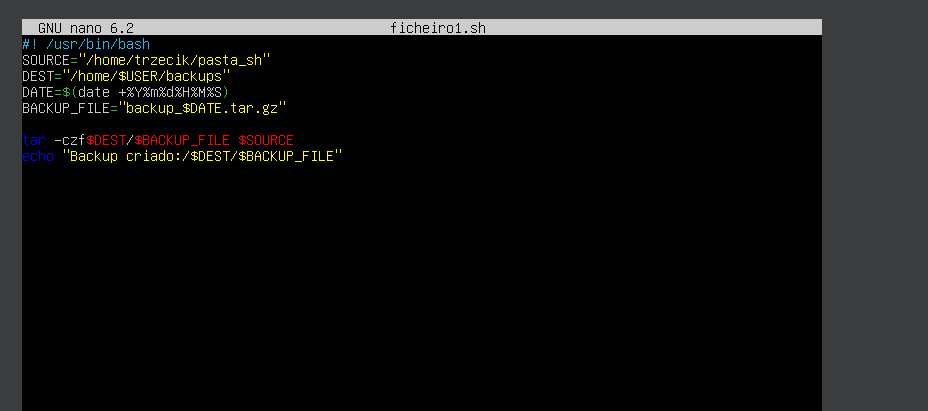 GNU nano 6.2 ficheiro1.sh
#! /usr/bin/bash
SOURCE="/home/trzecik/pasta_sh"
DEST="/home/$USER/backups"
DATE=$(date +%Y%m%d%H%M%S)
BACKUP_FILE="backup_$DATE.tar.gz"
tar -czf$DEST/$BACKUP_FILE $SOURCE
echo "Backup criado:/$DEST/$BACKUP_FILE"